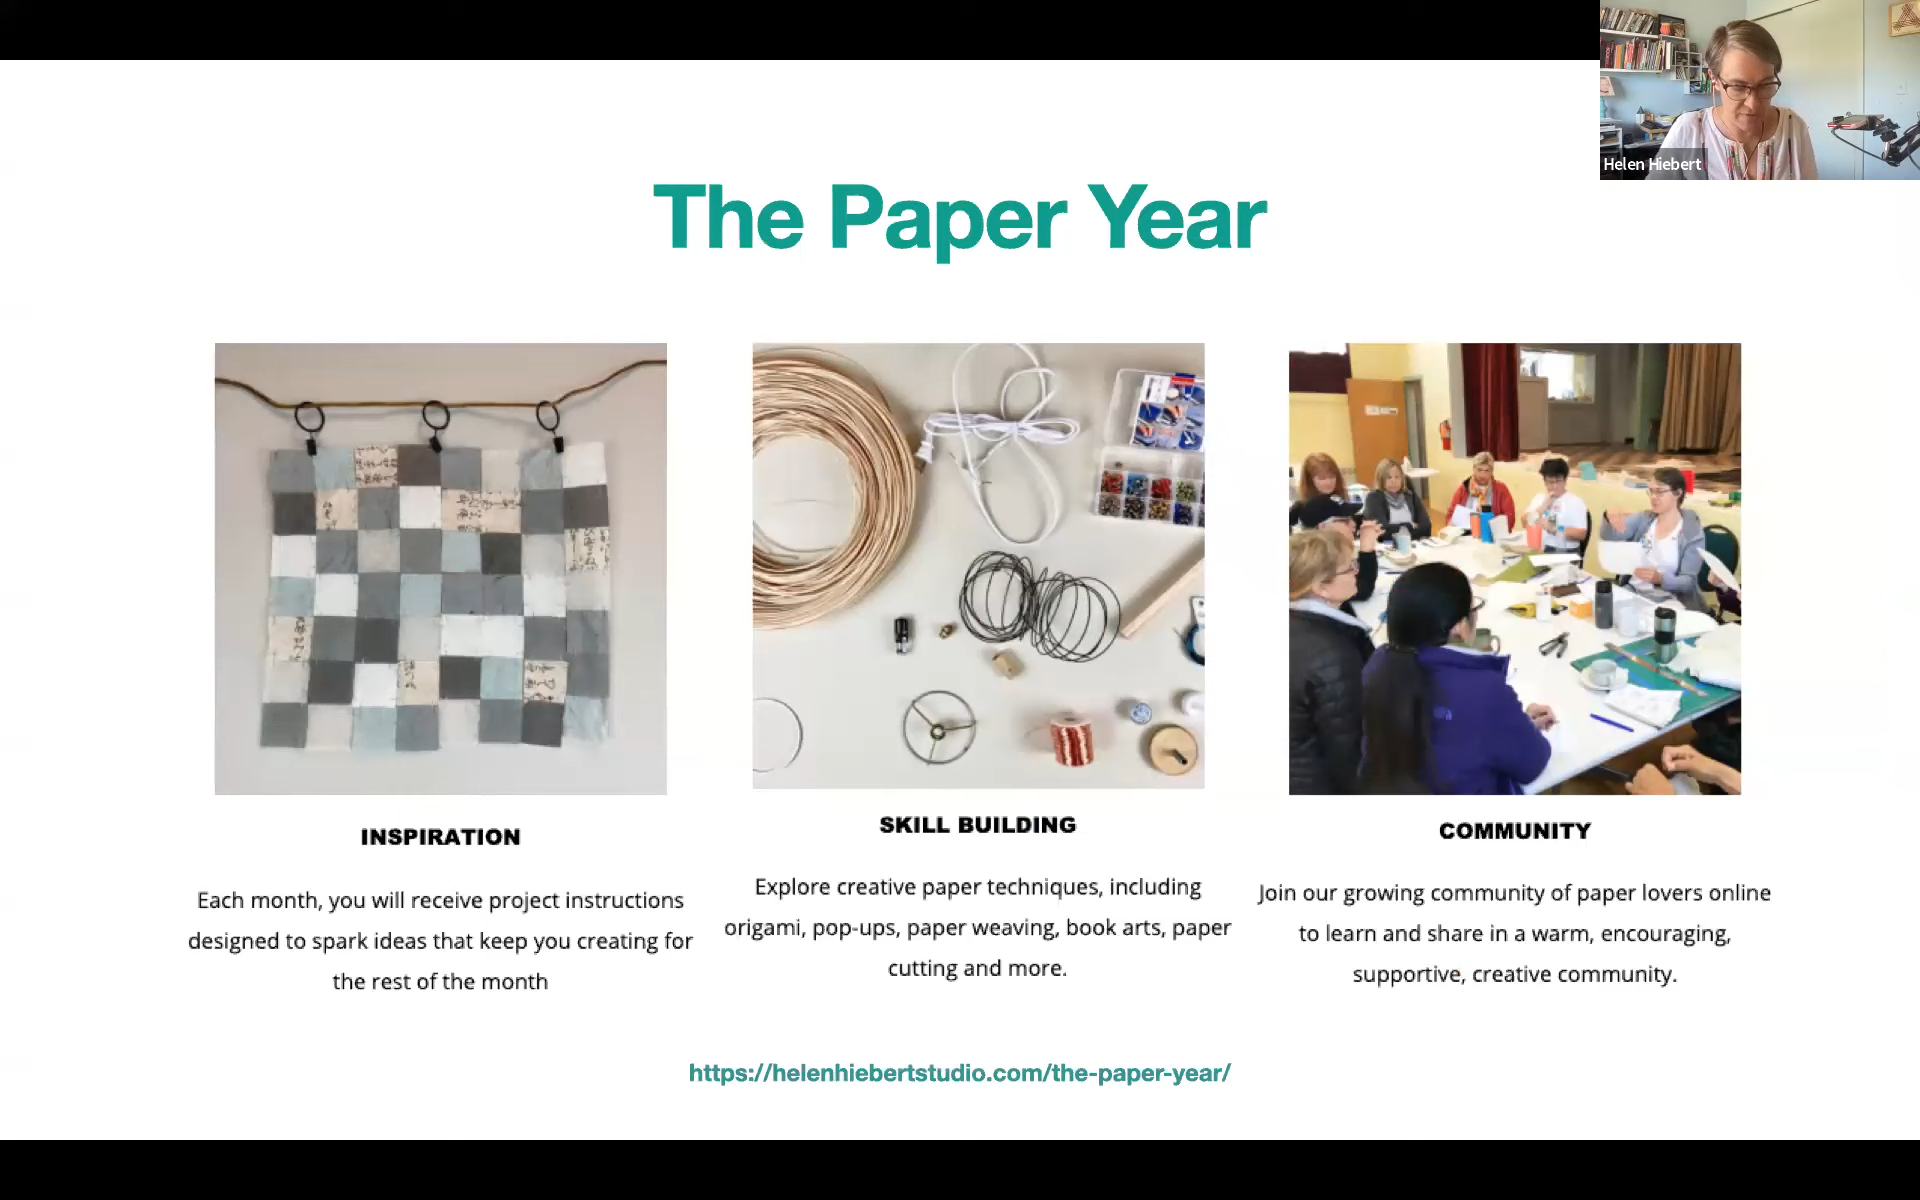 Helen Hiebert
The Paper Year
INSPIRATION
Each month, you will receive project instructions
designed to spark ideas that keep you creating for
the rest of the month
SKILL BUILDING
Explore creative paper techniques, including
origami, pop-ups, paper weaving, book arts, paper
cutting and more.
COMMUNITY
Join our growing community of paper lovers online
to learn and share in a warm, encouraging,
supportive, creative community.
https://helenhiebertstudio.com/the-paper-year/